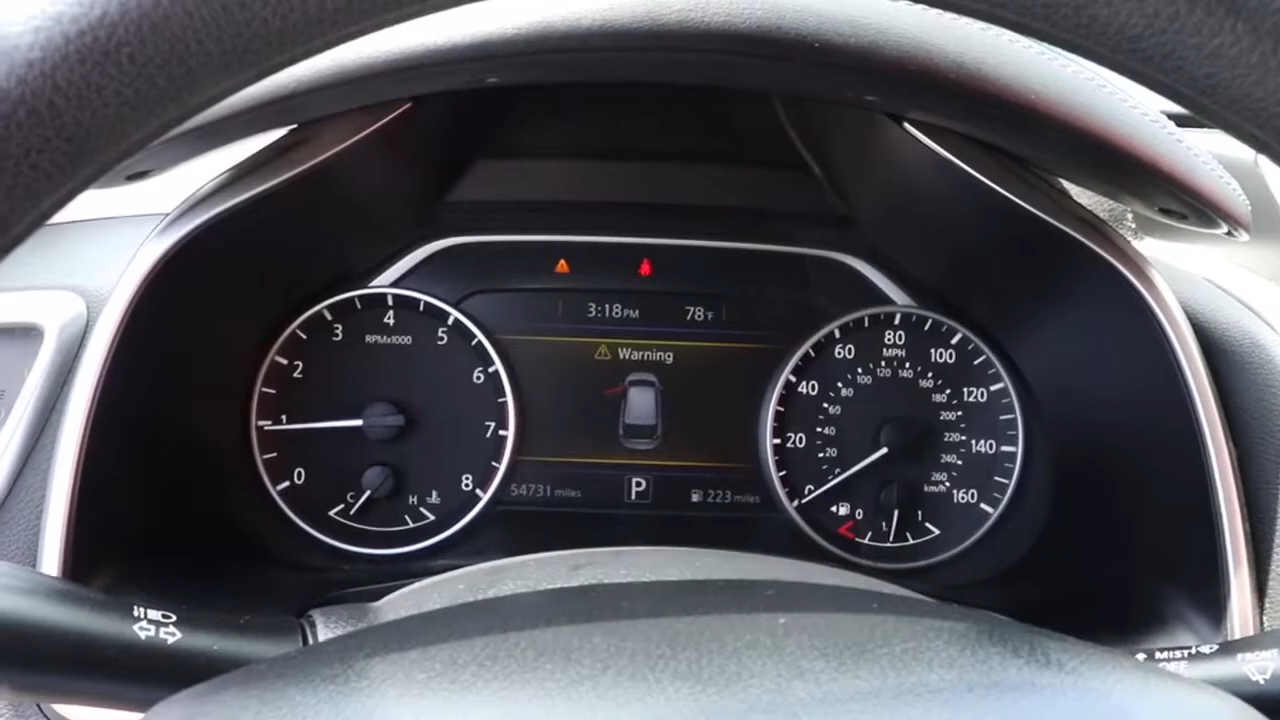 3:18PM 78°F
Warning
54731 miles P 223 miles
RPMx1000
0 1 2 3 4 5 6 7 8
C H
MPH
0 20 40 60 80 100 120 140 160
20 40 60 80 100 120 140 160 180 200 220 240 260
km/h
0 1
MIST
OFF
FRONT